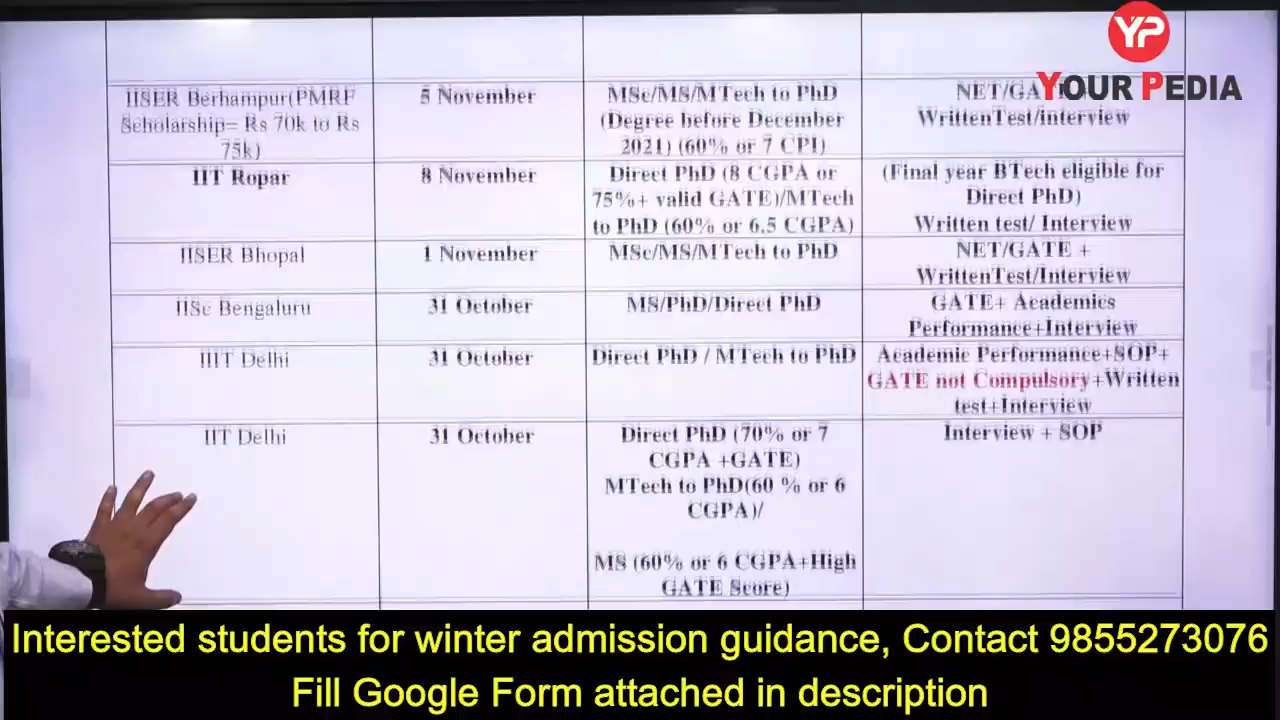 YP
YOUR PEDIA
IISER Berhampur(PMRF
Scholarship= Rs 70k to Rs
75k)
5 November
MSc/MS/MTech to PhD
(Degree before December
2021) (60% or 7 CPI)
NET/GATE
WrittenTest/interview
IIT Ropar
8 November
Direct PhD (8 CGPA or
75%+ valid GATE)/MTech
to PhD (60% or 6.5 CGPA)
(Final year BTech eligible for
Direct PhD)
Written test/ Interview
IISER Bhopal
1 November
MSc/MS/MTech to PhD
NET/GATE +
WrittenTest/Interview
IISc Bengaluru
31 October
MS/PhD/Direct PhD
GATE+ Academics
Performance+Interview
IIIT Delhi
31 October
Direct PhD / MTech to PhD
Academic Performance+SOP+
GATE not Compulsory+Written
test+Interview
IIT Delhi
31 October
Direct PhD (70% or 7
CGPA +GATE)
MTech to PhD(60 % or 6
CGPA)/
MS (60% or 6 CGPA+High
GATE Score)
Interview + SOP
Interested students for winter admission guidance, Contact 9855273076
Fill Google Form attached in description